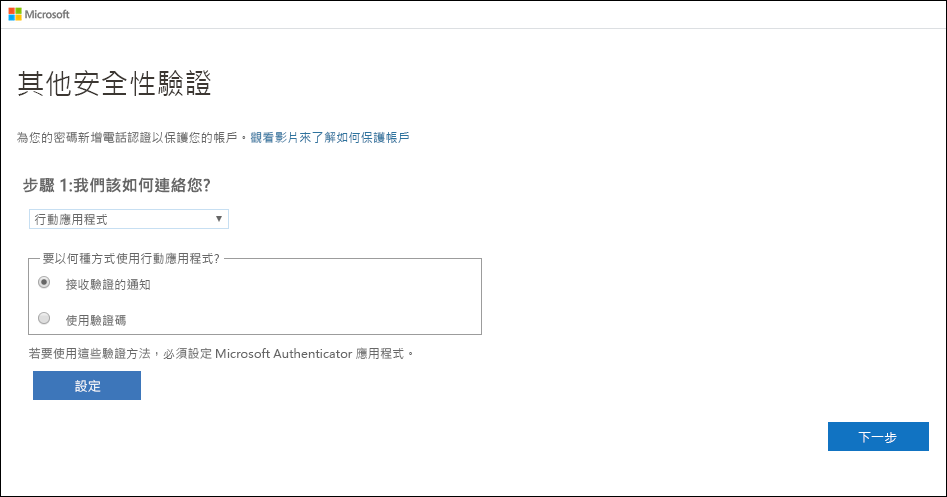 Microsoft
其他安全性驗證
為您的密碼新增電話認證以保護您的帳戶。觀看影片來了解如何保護帳戶
步驟 1:我們該如何連絡您?
行動應用程式
要以何種方式使用行動應用程式?
接收驗證的通知
使用驗證碼
若要使用這些驗證方法，必須設定 Microsoft Authenticator 應用程式。
設定
下一步